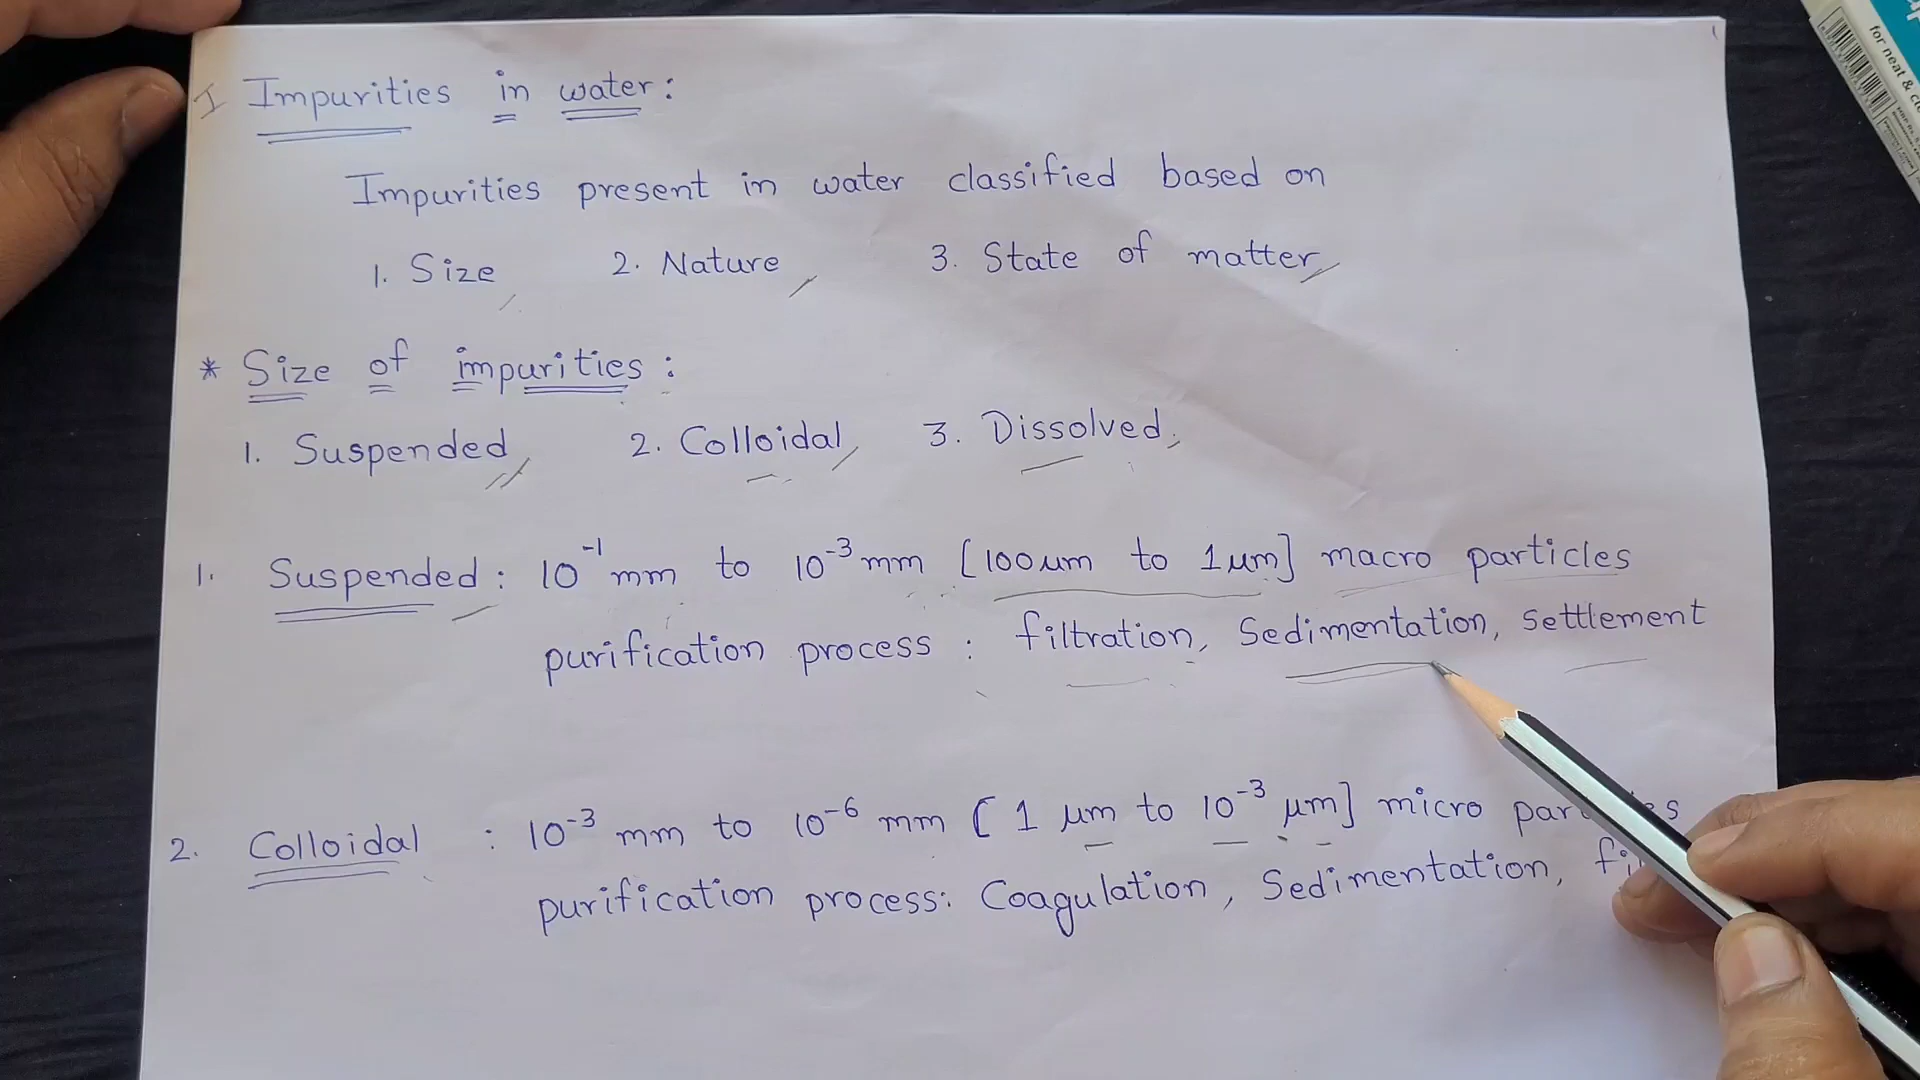 I Impurities in water:
Impurities present in water classified based on
1. Size 2. Nature 3. State of matter
* Size of impurities:
1. Suspended, 2. Colloidal, 3. Dissolved,
1. Suspended: 10⁻¹ mm to 10⁻³ mm [100 um to 1 μm] macro particles
purification process: filtration, Sedimentation, settlement
2. Colloidal : 10⁻³ mm to 10⁻⁶ mm [1 μm to 10⁻³ μm] micro
purification process: Coagulation, Sedimentation,
for neat &